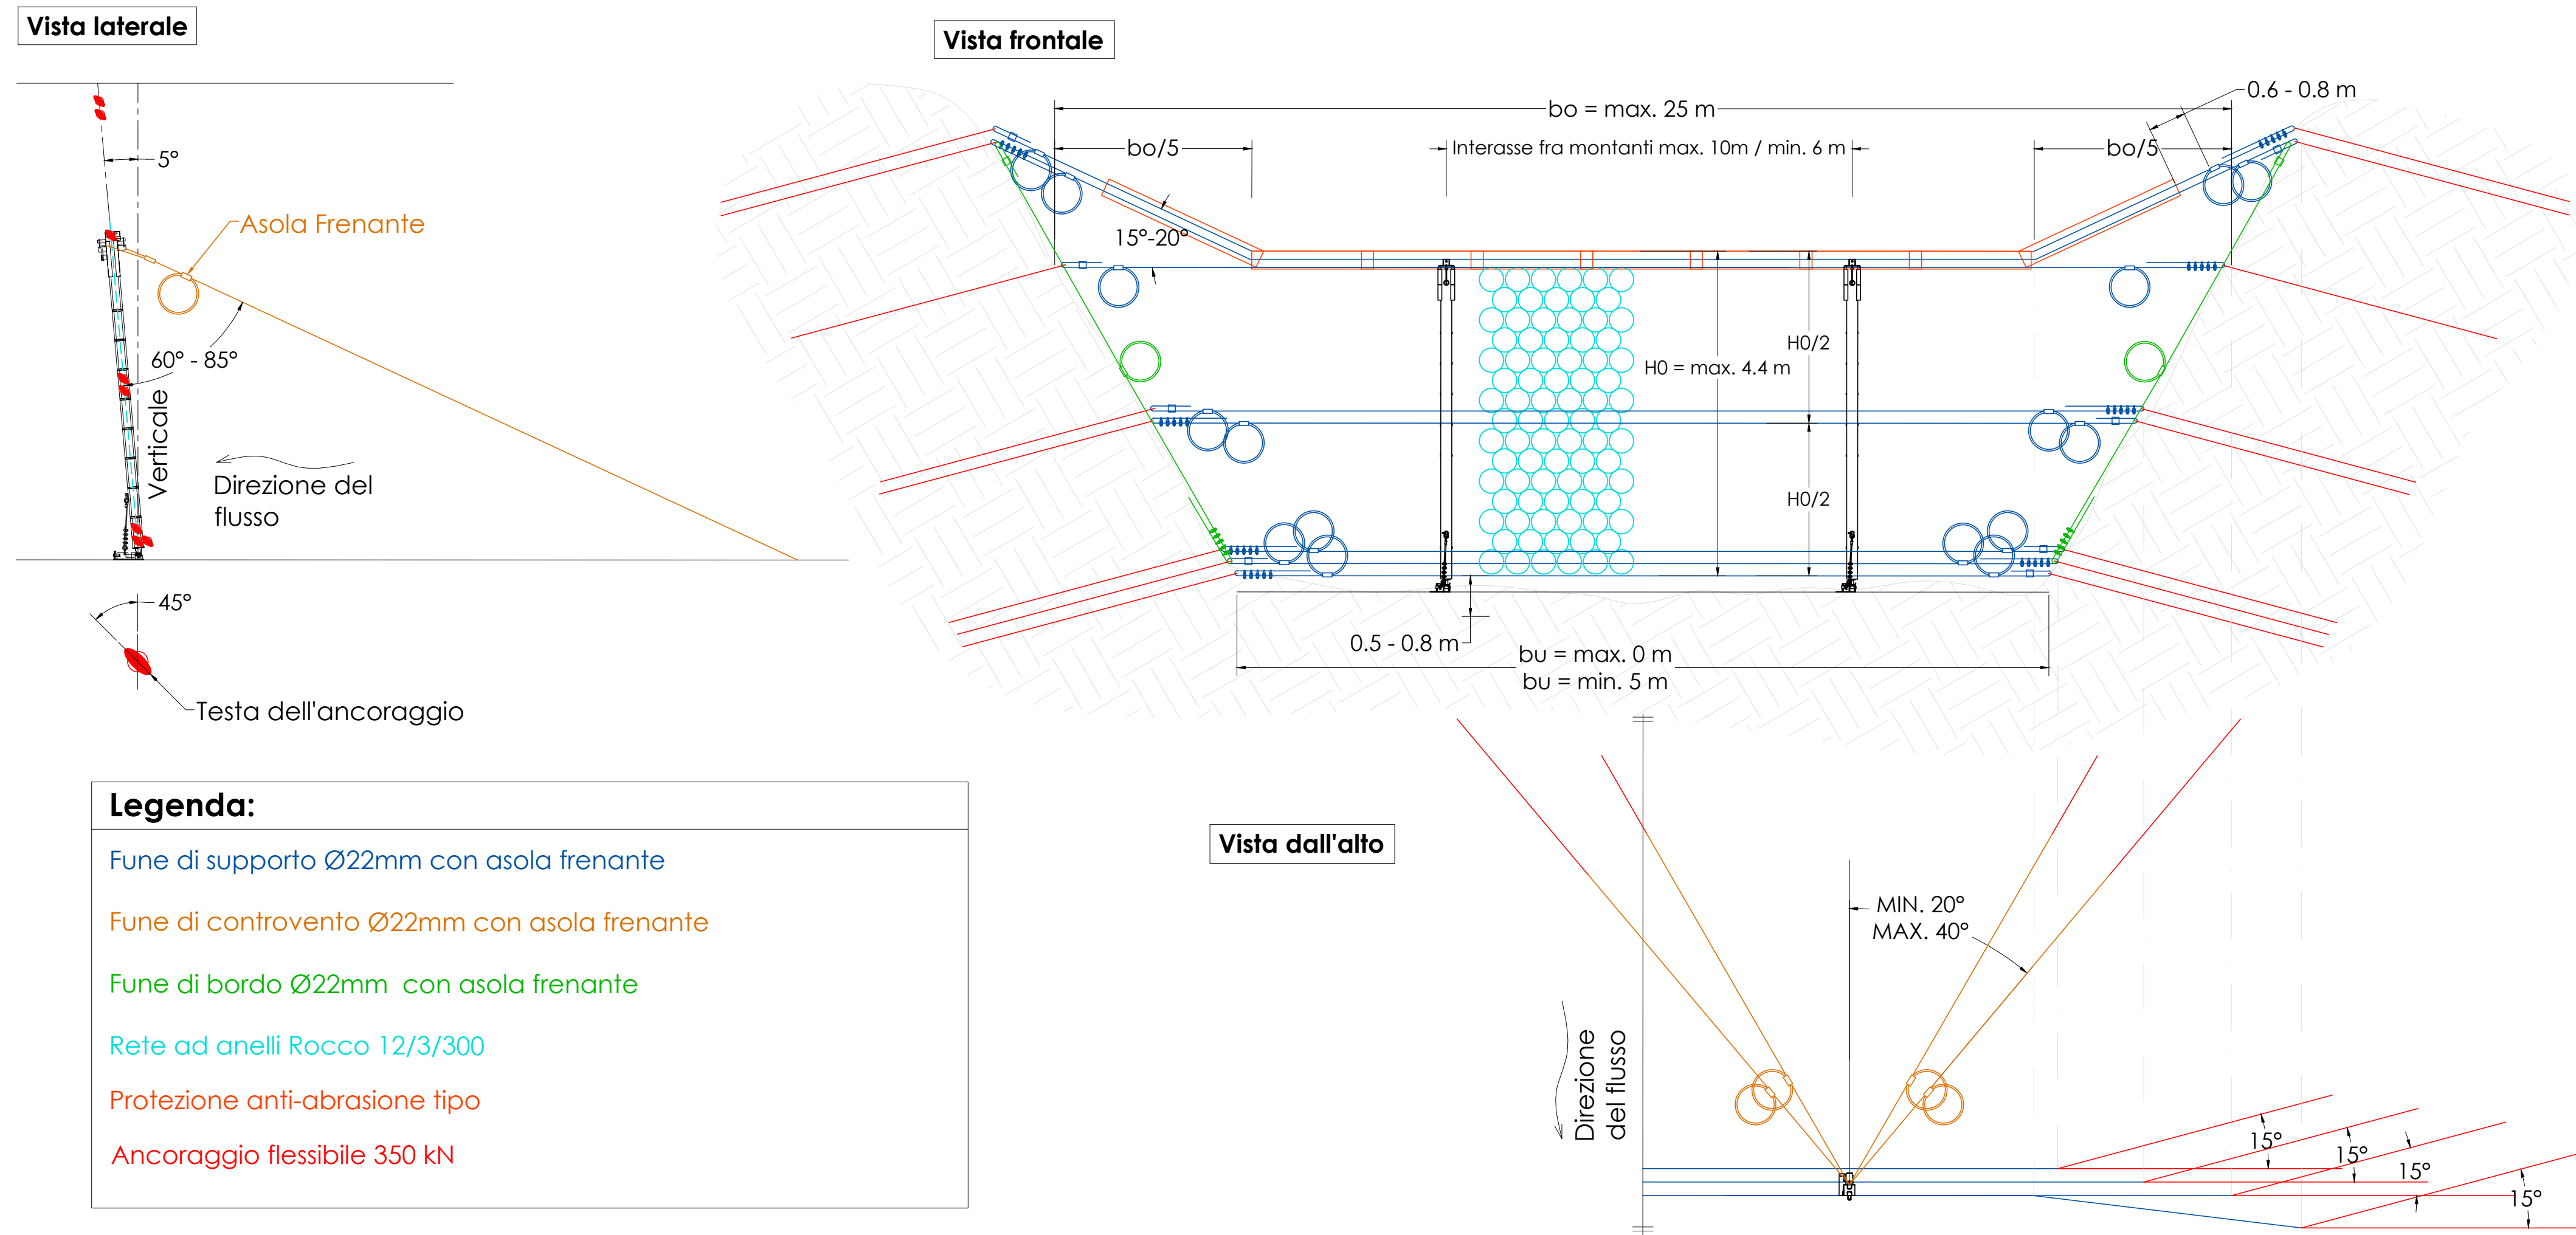 Vista laterale
5°
Asola Frenante
60° - 85°
Verticale
Direzione del
flusso
45°
Testa dell'ancoraggio
Vista frontale
bo = max. 25 m
0.6 - 0.8 m
bo/5
Interasse fra montanti max. 10m / min. 6 m
bo/5
15°-20°
H0/2
H0 = max. 4.4 m
H0/2
0.5 - 0.8 m
bu = max. 0 m
bu = min. 5 m
Legenda:
Fune di supporto Ø22mm con asola frenante
Fune di controvento Ø22mm con asola frenante
Fune di bordo Ø22mm  con asola frenante
Rete ad anelli Rocco 12/3/300
Protezione anti-abrasione tipo
Ancoraggio flessibile 350 kN
Vista dall'alto
MIN. 20°
MAX. 40°
Direzione
del flusso
15°
15°
15°
15°